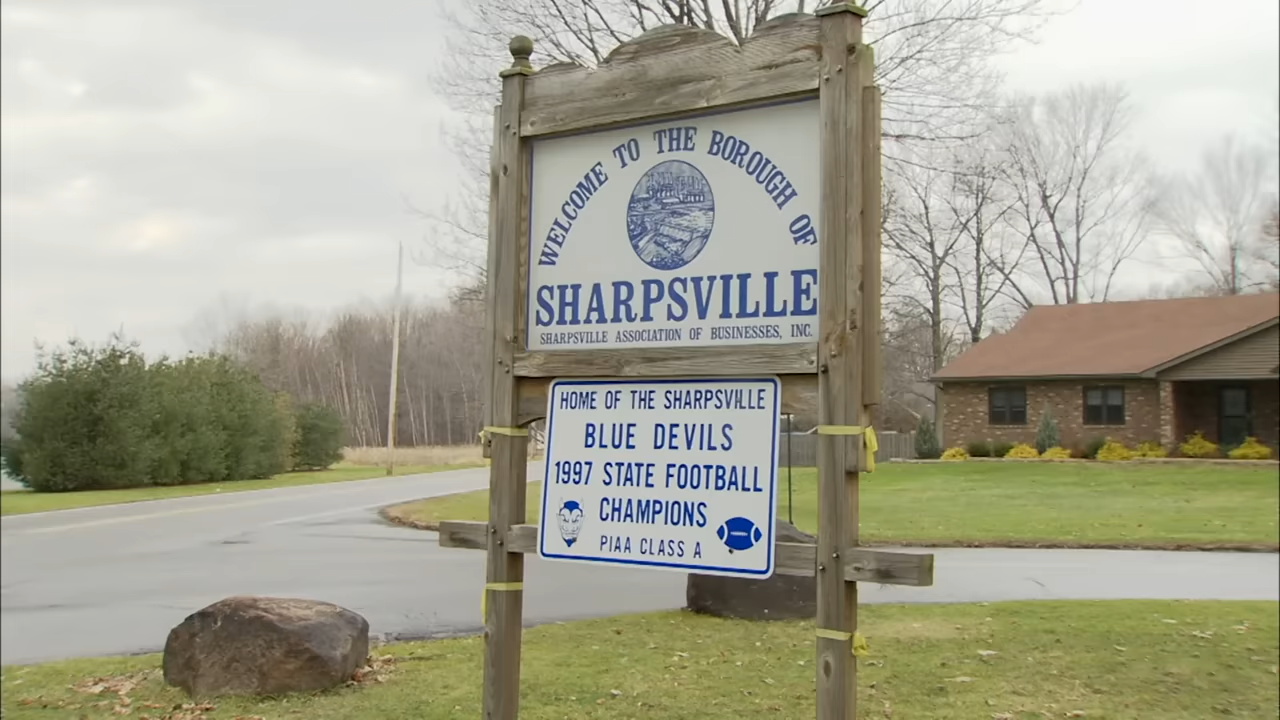 WELCOME TO THE BOROUGH OF
SHARPSVILLE
SHARPSVILLE ASSOCIATION OF BUSINESSES, INC.
HOME OF THE SHARPSVILLE
BLUE DEVILS
1997 STATE FOOTBALL
CHAMPIONS
PIAA CLASS A